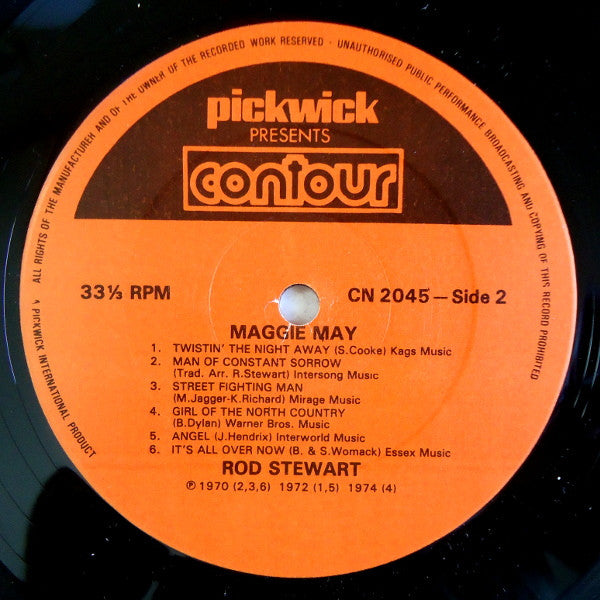 ALL RIGHTS OF THE MANUFACTURER AND OF THE OWNER OF THE RECORDED WORK RESERVED · UNAUTHORISED PUBLIC PERFORMANCE BROADCASTING AND COPYING OF THIS RECORD PROHIBITED
pickwick
PRESENTS
contour
33⅓ RPM
CN 2045 — Side 2
MAGGIE MAY
1. TWISTIN' THE NIGHT AWAY (S.Cooke) Kags Music
2. MAN OF CONSTANT SORROW
(Trad. Arr. R.Stewart) Intersong Music
3. STREET FIGHTING MAN
(M.Jagger-K.Richard) Mirage Music
4. GIRL OF THE NORTH COUNTRY
(B.Dylan) Warner Bros. Music
5. ANGEL (J.Hendrix) Interworld Music
6. IT'S ALL OVER NOW (B. & S.Womack) Essex Music
ROD STEWART
℗ 1970 (2,3,6) 1972 (1,5) 1974 (4)
A PICKWICK INTERNATIONAL PRODUCT